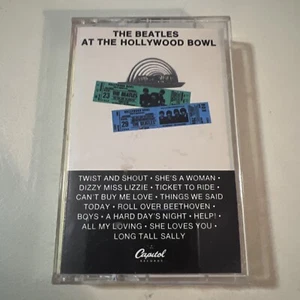 THE BEATLES
AT THE HOLLYWOOD BOWL
TWIST AND SHOUT • SHE'S A WOMAN •
DIZZY MISS LIZZIE • TICKET TO RIDE •
CAN'T BUY ME LOVE • THINGS WE SAID
TODAY • ROLL OVER BEETHOVEN •
BOYS • A HARD DAY'S NIGHT • HELP! •
ALL MY LOVING • SHE LOVES YOU •
LONG TALL SALLY
Capitol
RECORDS